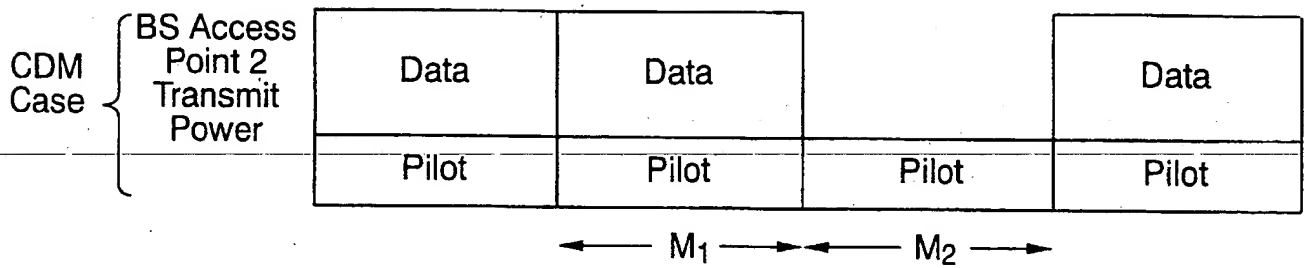 CDM
Case
BS Access
Point 2
Transmit
Power
Data
Data
Data
Pilot
Pilot
Pilot
Pilot
M1
M2